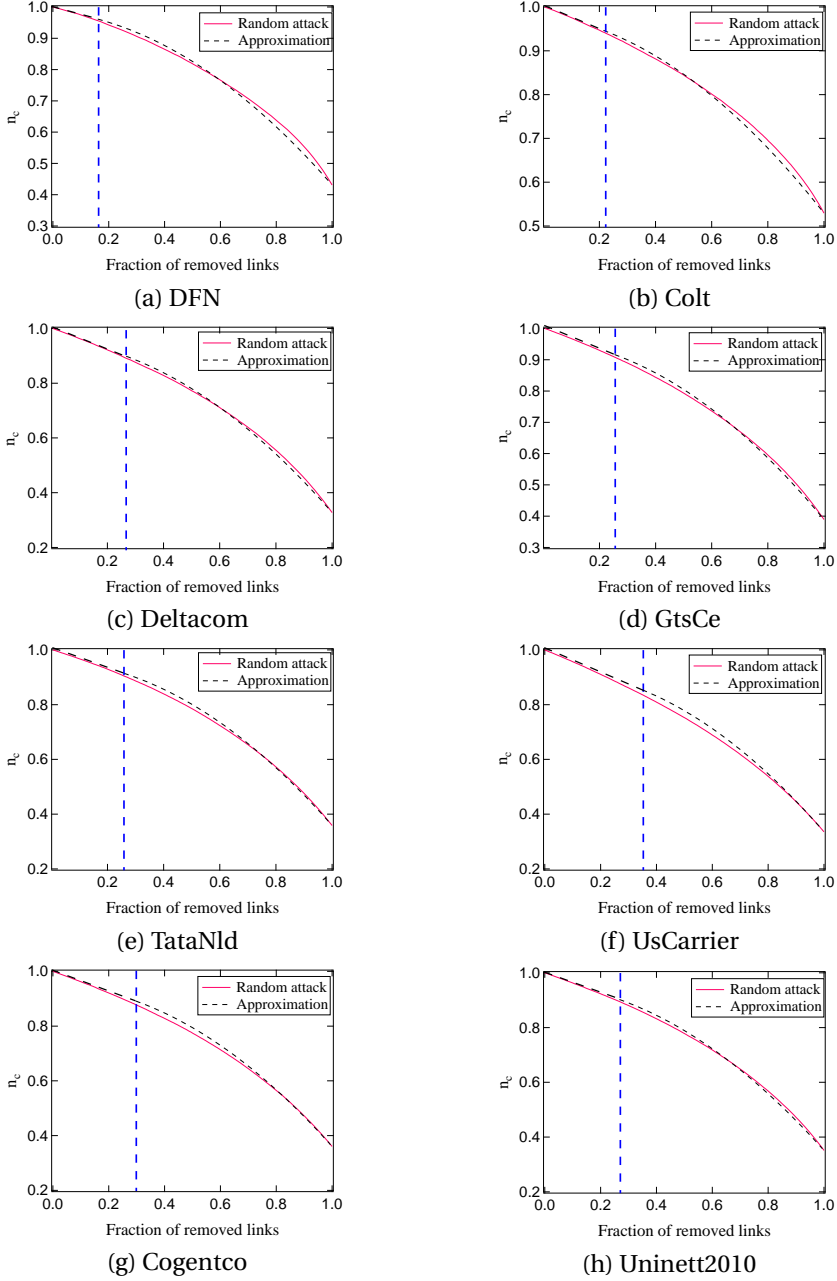 1.0
0.9
0.8
0.7
0.6
0.5
0.4
0.3
n_c
Random attack
Approximation
0.0 0.2 0.4 0.6 0.8 1.0
Fraction of removed links
(a) DFN
1.0
0.9
0.8
0.7
0.6
0.5
n_c
Random attack
Approximation
0.0 0.2 0.4 0.6 0.8 1.0
Fraction of removed links
(b) Colt
1.0
0.8
0.6
0.4
0.2
n_c
Random attack
Approximation
0.0 0.2 0.4 0.6 0.8 1.0
Fraction of removed links
(c) Deltacom
1.0
0.9
0.8
0.7
0.6
0.5
0.4
0.3
n_c
Random attack
Approximation
0.0 0.2 0.4 0.6 0.8 1.0
Fraction of removed links
(d) GtsCe
1.0
0.8
0.6
0.4
0.2
n_c
Random attack
Approximation
0.0 0.2 0.4 0.6 0.8 1.0
Fraction of removed links
(e) TataNld
1.0
0.8
0.6
0.4
0.2
n_c
Random attack
Approximation
0.0 0.2 0.4 0.6 0.8 1.0
Fraction of removed links
(f) UsCarrier
1.0
0.8
0.6
0.4
0.2
n_c
Random attack
Approximation
0.0 0.2 0.4 0.6 0.8 1.0
Fraction of removed links
(g) Cogentco
1.0
0.8
0.6
0.4
0.2
n_c
Random attack
Approximation
0.0 0.2 0.4 0.6 0.8 1.0
Fraction of removed links
(h) Uninett2010